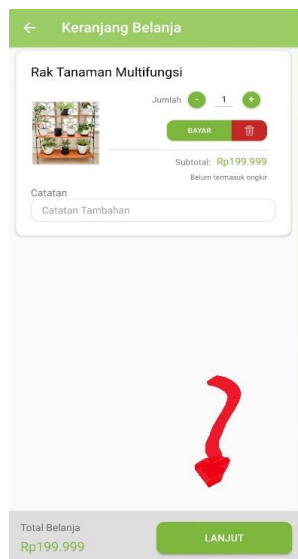 Keranjang Belanja
Rak Tanaman Multifungsi
Jumlah - 1 +
BAYAR
Subtotal: Rp199.999
Belum termasuk ongkir
Catatan
Catatan Tambahan
Total Belanja
Rp199.999
LANJUT